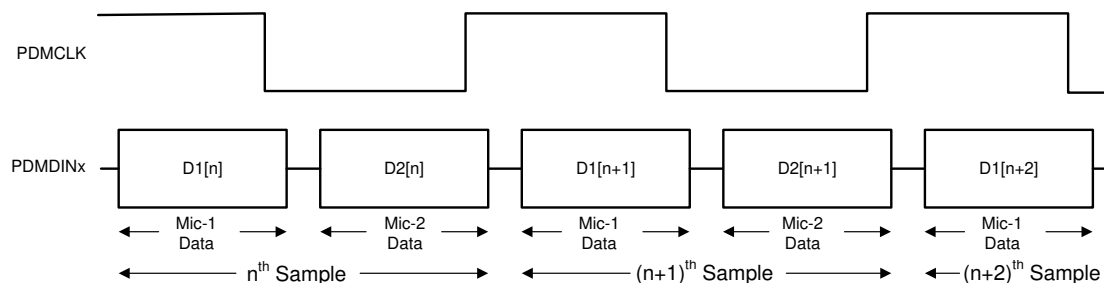 PDMCLK
PDMDINx
D1[n]
D2[n]
D1[n+1]
D2[n+1]
D1[n+2]
Mic-1
Data
Mic-2
Data
Mic-1
Data
Mic-2
Data
Mic-1
Data
nth Sample
(n+1)th Sample
(n+2)th Sample